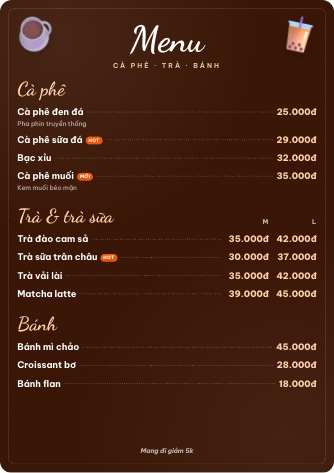 Menu
CÀ PHÊ · TRÀ · BÁNH
Cà phê
Cà phê đen đá 25.000đ
Pha phin truyền thống
Cà phê sữa đá HOT 29.000đ
Bạc xỉu 32.000đ
Cà phê muối MỚI 35.000đ
Kem muối béo mặn
Trà & trà sữa M L
Trà đào cam sả 35.000đ 42.000đ
Trà sữa trân châu HOT 30.000đ 37.000đ
Trà vải lài 35.000đ 42.000đ
Matcha latte 39.000đ 45.000đ
Bánh
Bánh mì chảo 45.000đ
Croissant bơ 28.000đ
Bánh flan 18.000đ
Mang đi giảm 5k